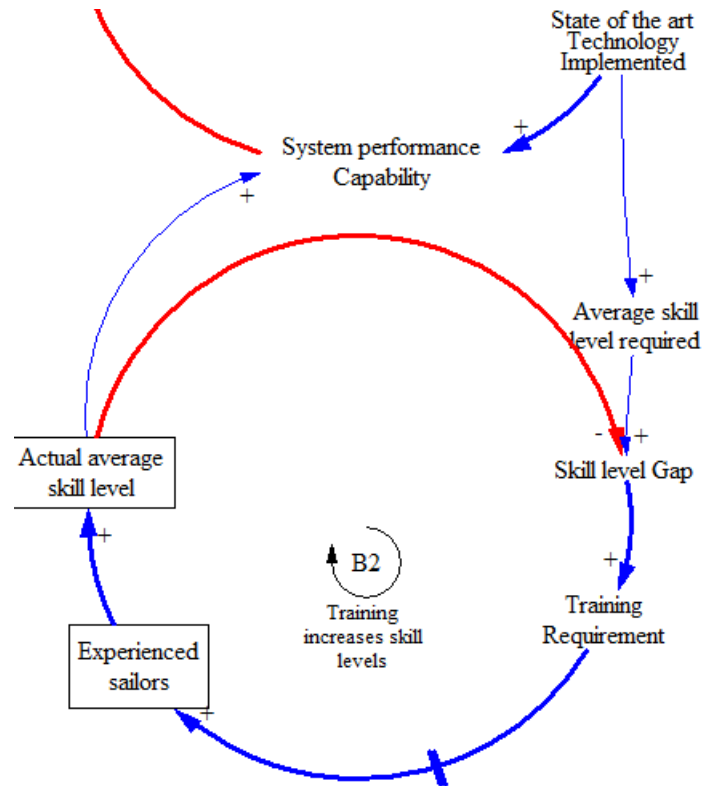 State of the art
Technology
Implemented
+
System performance
Capability
+
+
Average skill
level required
- +
Actual average
skill level
Skill level Gap
+
B2
+
Training
increases skill
levels
Training
Requirement
Experienced
sailors
+